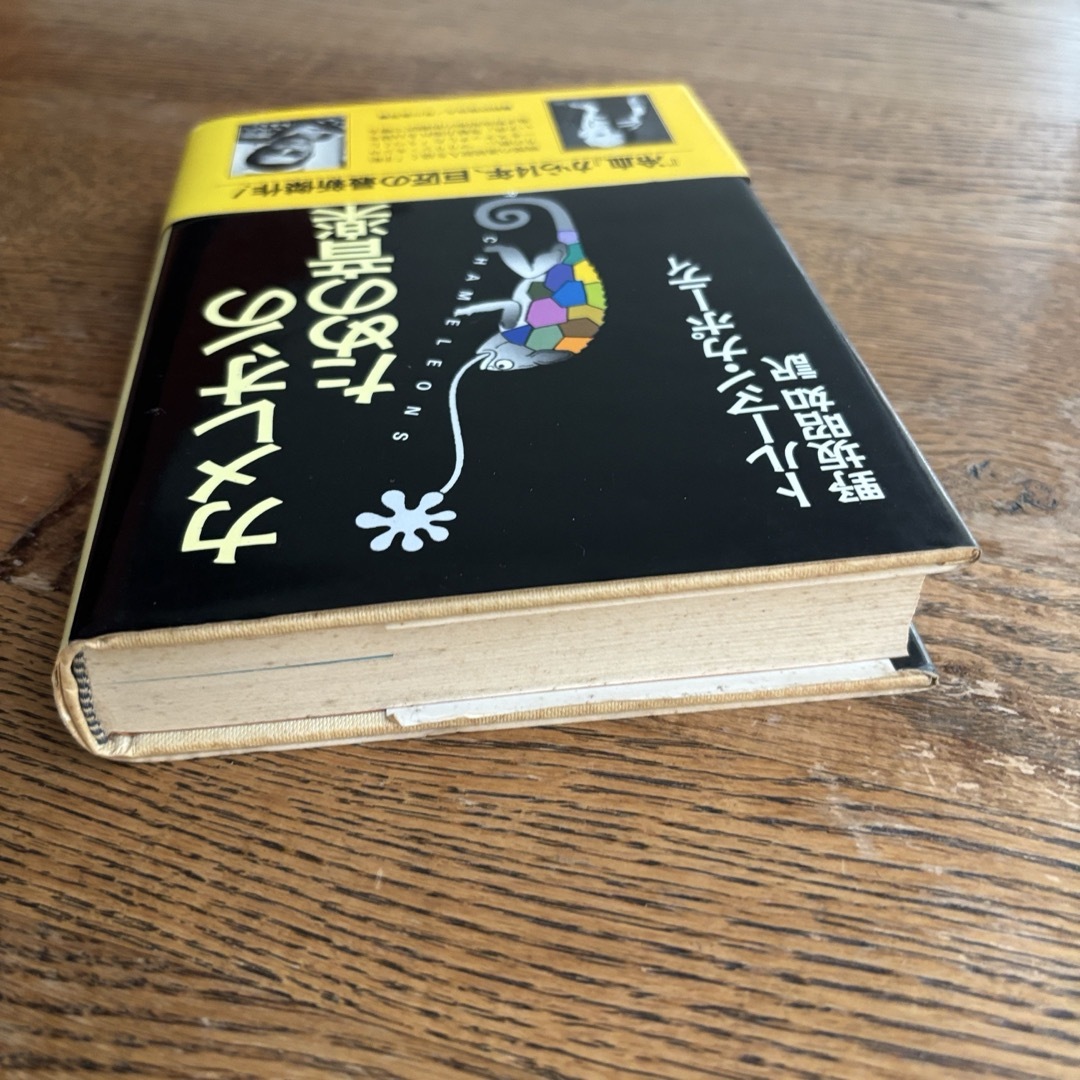 カメレオンの
ための音楽
CHAMELEONS
トルーマン・カポーティ
野坂昭如 訳
『冷血』から14年、巨匠の最新傑作!